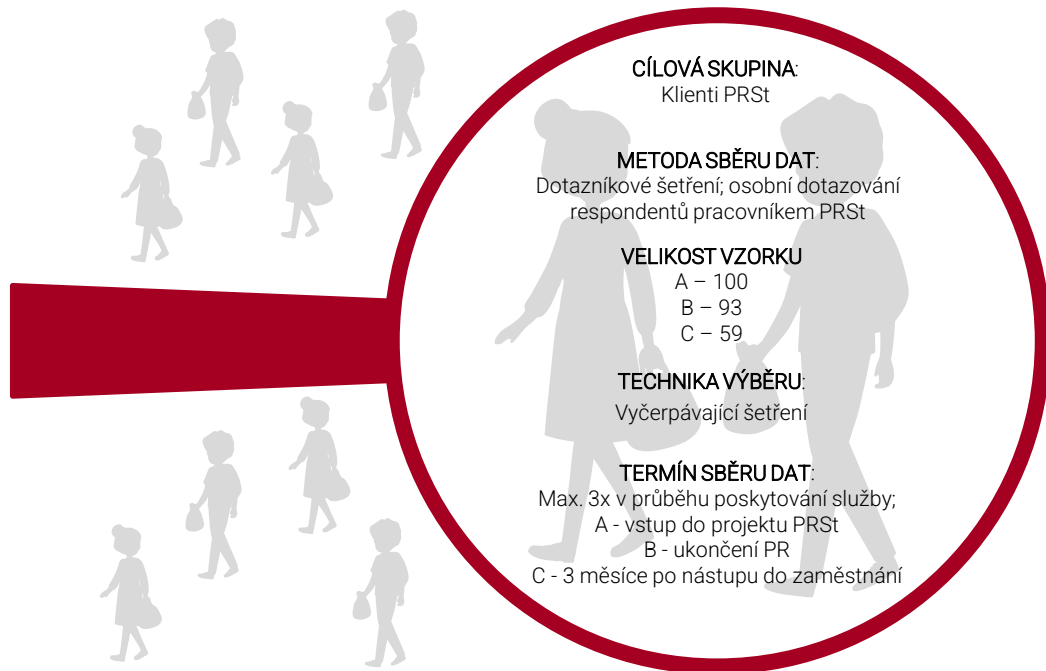 CÍLOVÁ SKUPINA:
Klienti PRSt
METODA SBĚRU DAT:
Dotazníkové šetření; osobní dotazování
respondentů pracovníkem PRSt
VELIKOST VZORKU
A – 100
B – 93
C – 59
TECHNIKA VÝBĚRU:
Vyčerpávající šetření
TERMÍN SBĚRU DAT:
Max. 3x v průběhu poskytování služby;
A - vstup do projektu PRSt
B - ukončení PR
C - 3 měsíce po nástupu do zaměstnání